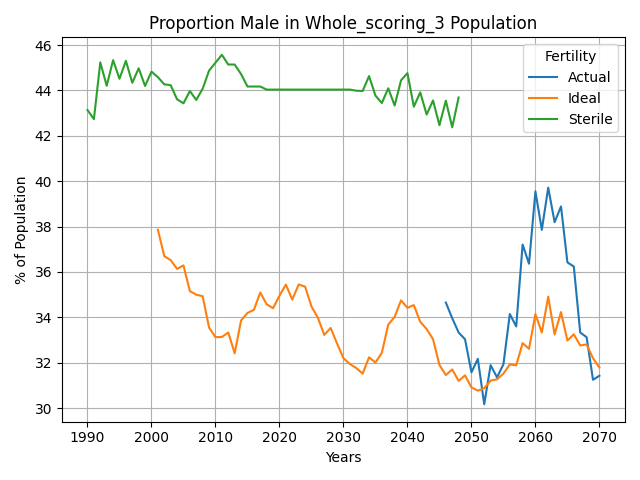 Proportion Male in Whole_scoring_3 Population
Fertility
Actual
Ideal
Sterile
% of Population
46
44
42
40
38
36
34
32
30
1990 2000 2010 2020 2030 2040 2050 2060 2070
Years